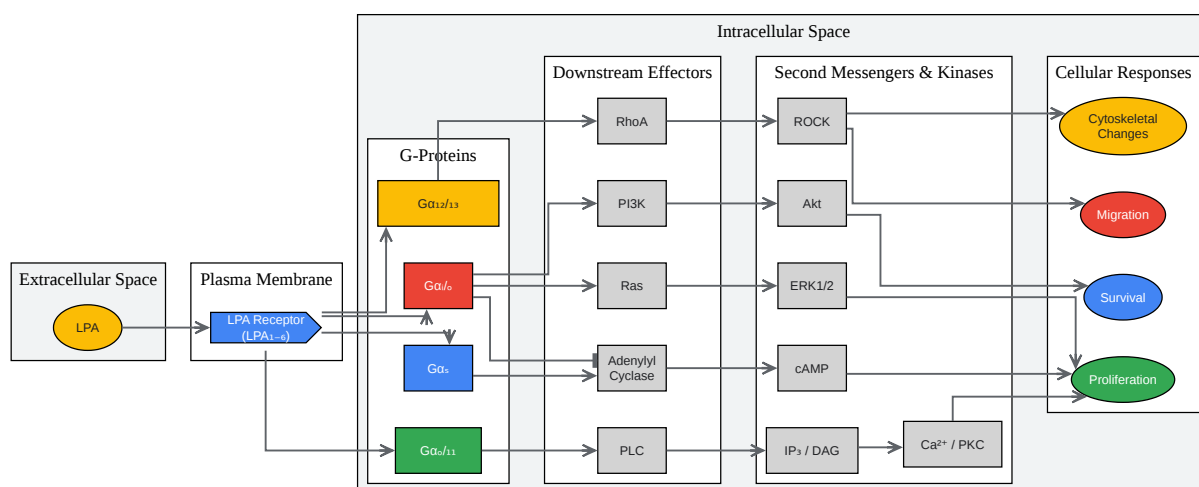 Intracellular Space
Downstream Effectors
Second Messengers & Kinases
Cellular Responses
RhoA
ROCK
Cytoskeletal
Changes
G-Proteins
Gα₁₂/₁₃
PI3K
Akt
Migration
Extracellular Space
Plasma Membrane
Gαᵢ/ₒ
Ras
ERK1/2
Survival
LPA
LPA Receptor
(LPA₁₋₆)
Gαₛ
Adenylyl
Cyclase
cAMP
Proliferation
Gαₒ/₁₁
PLC
IP₃ / DAG
Ca²⁺ / PKC